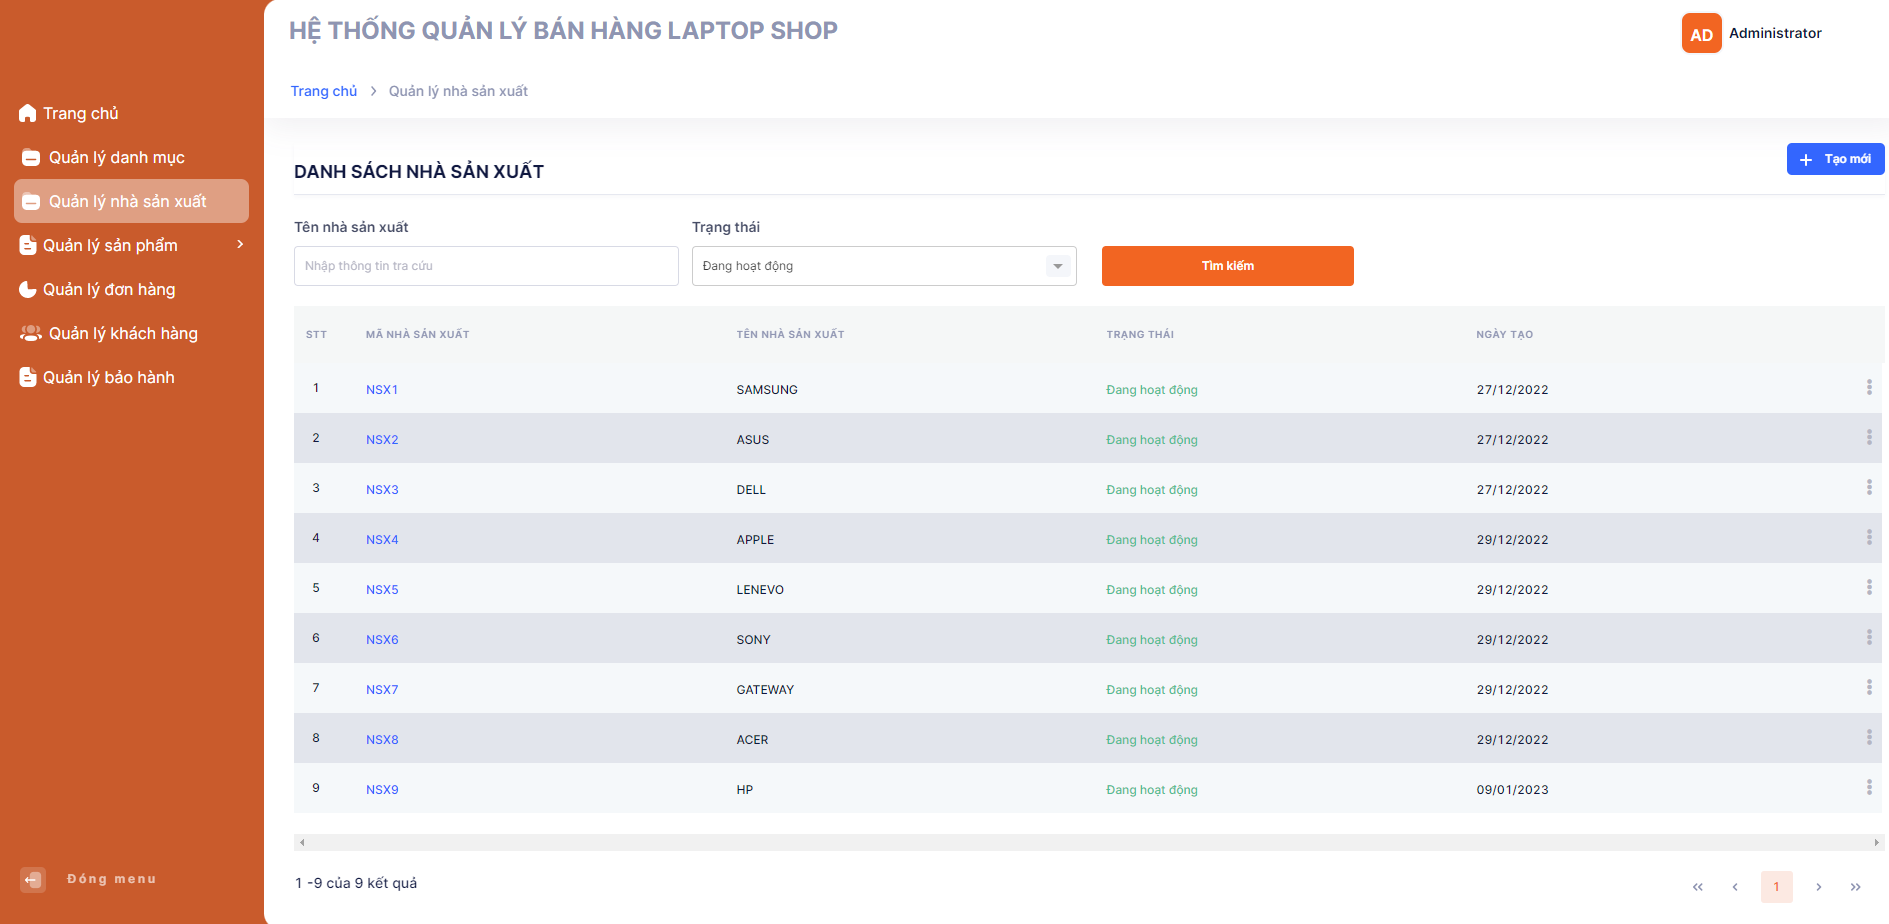 HỆ THỐNG QUẢN LÝ BÁN HÀNG LAPTOP SHOP
AD Administrator
Trang chủ > Quản lý nhà sản xuất
Trang chủ
Quản lý danh mục
Quản lý nhà sản xuất
Quản lý sản phẩm
Quản lý đơn hàng
Quản lý khách hàng
Quản lý bảo hành
Đóng menu
DANH SÁCH NHÀ SẢN XUẤT
+ Tạo mới
Tên nhà sản xuất Trạng thái
Nhập thông tin tra cứu Đang hoạt động Tìm kiếm
STT MÃ NHÀ SẢN XUẤT TÊN NHÀ SẢN XUẤT TRẠNG THÁI NGÀY TẠO
1 NSX1 SAMSUNG Đang hoạt động 27/12/2022
2 NSX2 ASUS Đang hoạt động 27/12/2022
3 NSX3 DELL Đang hoạt động 27/12/2022
4 NSX4 APPLE Đang hoạt động 29/12/2022
5 NSX5 LENEVO Đang hoạt động 29/12/2022
6 NSX6 SONY Đang hoạt động 29/12/2022
7 NSX7 GATEWAY Đang hoạt động 29/12/2022
8 NSX8 ACER Đang hoạt động 29/12/2022
9 NSX9 HP Đang hoạt động 09/01/2023
1 -9 của 9 kết quả
« ‹ 1 › »